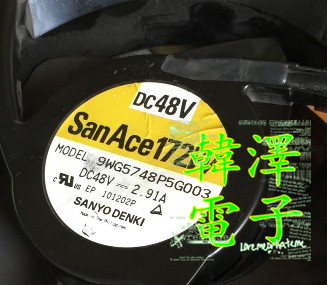 DC48V
SanAce172
MODEL 9WG5748P5G003
DC48V 2.91A
EP 101202P
SANYO DENKI
韓澤
電子